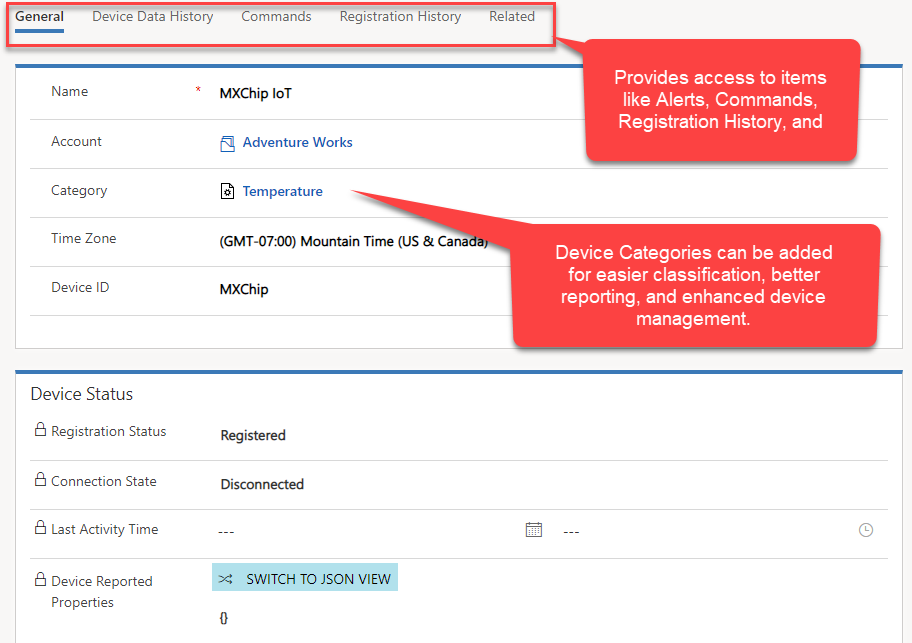 General Device Data History Commands Registration History Related
Provides access to items
like Alerts, Commands,
Registration History, and
Name * MXChip IoT
Account Adventure Works
Category Temperature
Time Zone (GMT-07:00) Mountain Time (US & Canada)
Device ID MXChip
Device Categories can be added
for easier classification, better
reporting, and enhanced device
management.
Device Status
Registration Status Registered
Connection State Disconnected
Last Activity Time --- ---
Device Reported
Properties
SWITCH TO JSON VIEW
{}